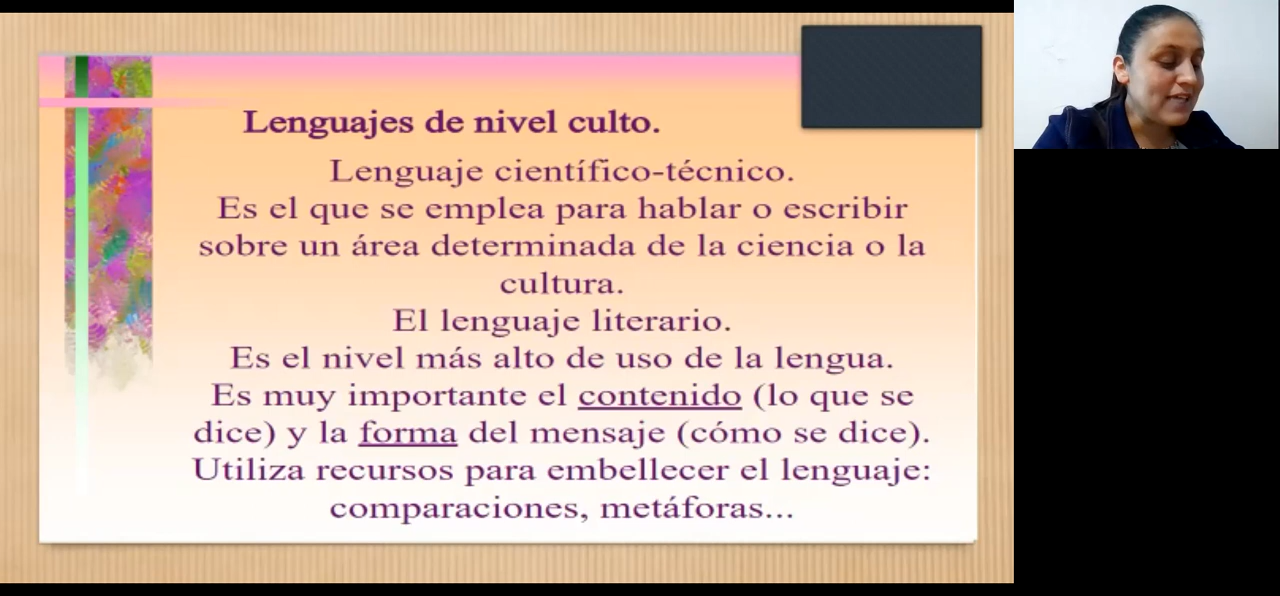 Lenguajes de nivel culto.
Lenguaje científico-técnico.
Es el que se emplea para hablar o escribir
sobre un área determinada de la ciencia o la
cultura.
El lenguaje literario.
Es el nivel más alto de uso de la lengua.
Es muy importante el contenido (lo que se
dice) y la forma del mensaje (cómo se dice).
Utiliza recursos para embellecer el lenguaje:
comparaciones, metáforas...